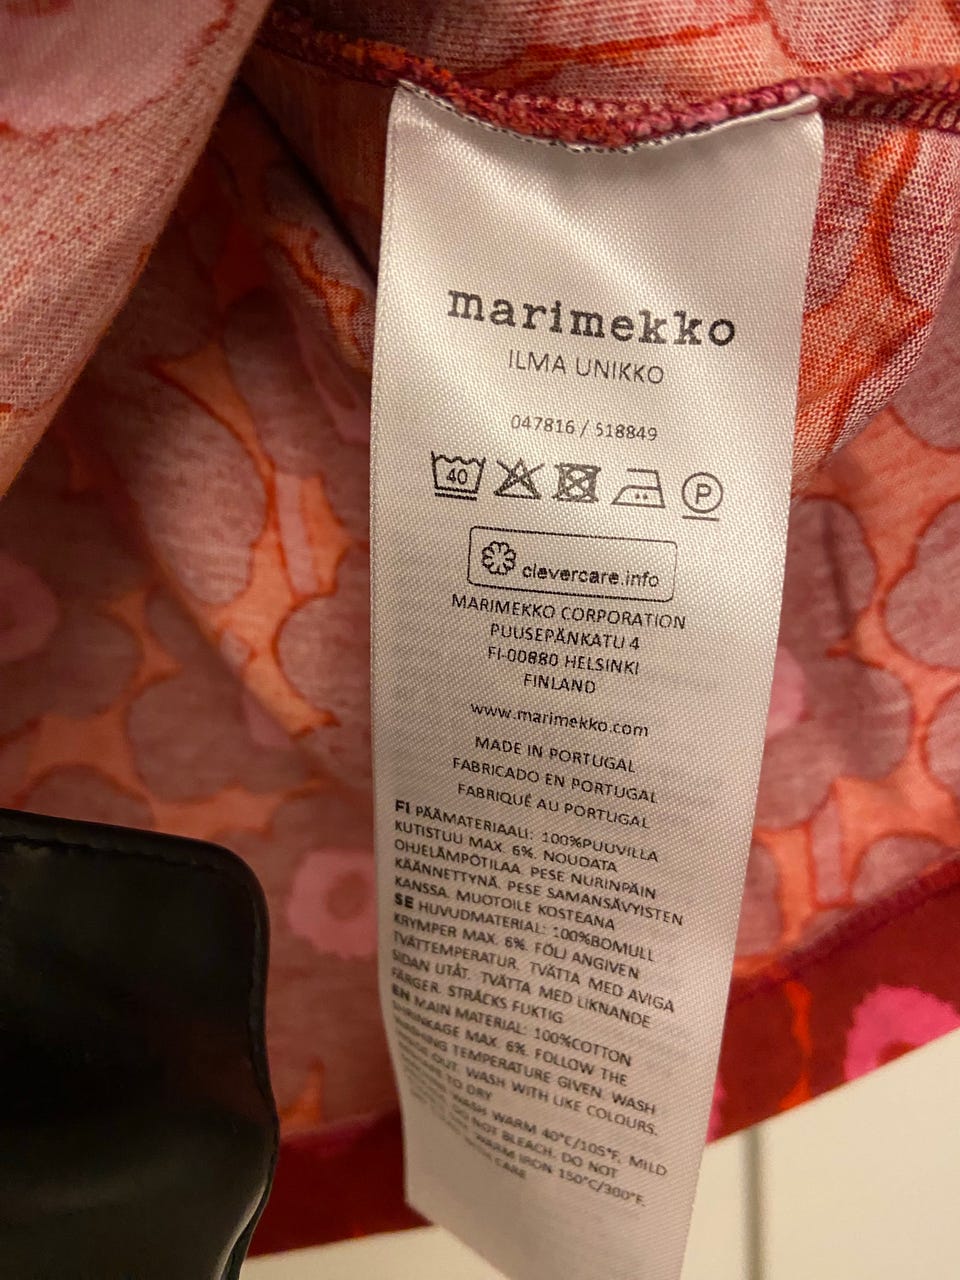 marimekko
ILMA UNIKKO
047816 / 518849
40
P
clevercare.info
MARIMEKKO CORPORATION
PUUSEPÄNKATU 4
FI-00880 HELSINKI
FINLAND
www.marimekko.com
MADE IN PORTUGAL
FABRICADO EN PORTUGAL
FABRIQUÉ AU PORTUGAL
FI PÄÄMATERIAALI: 100%PUUVILLA
KUTISTUU MAX. 6%. NOUDATA
OHJELÄMPÖTILAA. PESE NURINPÄIN
KÄÄNNETTYNÄ. PESE SAMANSÄVYISTEN
KANSSA. MUOTOILE KOSTEANA
SE HUVUDMATERIAL: 100%BOMULL
KRYMPER MAX. 6%. FÖLJ ANGIVEN
TVÄTTEMPERATUR. TVÄTTA MED AVIGA
SIDAN UTÅT. TVÄTTA MED LIKNANDE
FÄRGER. STRÄCKS FUKTIG
EN MAIN MATERIAL: 100%COTTON
SHRINKAGE MAX. 6%. FOLLOW THE
WASHING TEMPERATURE GIVEN. WASH
OUT. WASH WITH LIKE COLOURS.
TO DRY
WASH WARM 40°C/105°F, MILD
DO NOT BLEACH. DO NOT
WARM IRON 150°C/300°F.
CARE